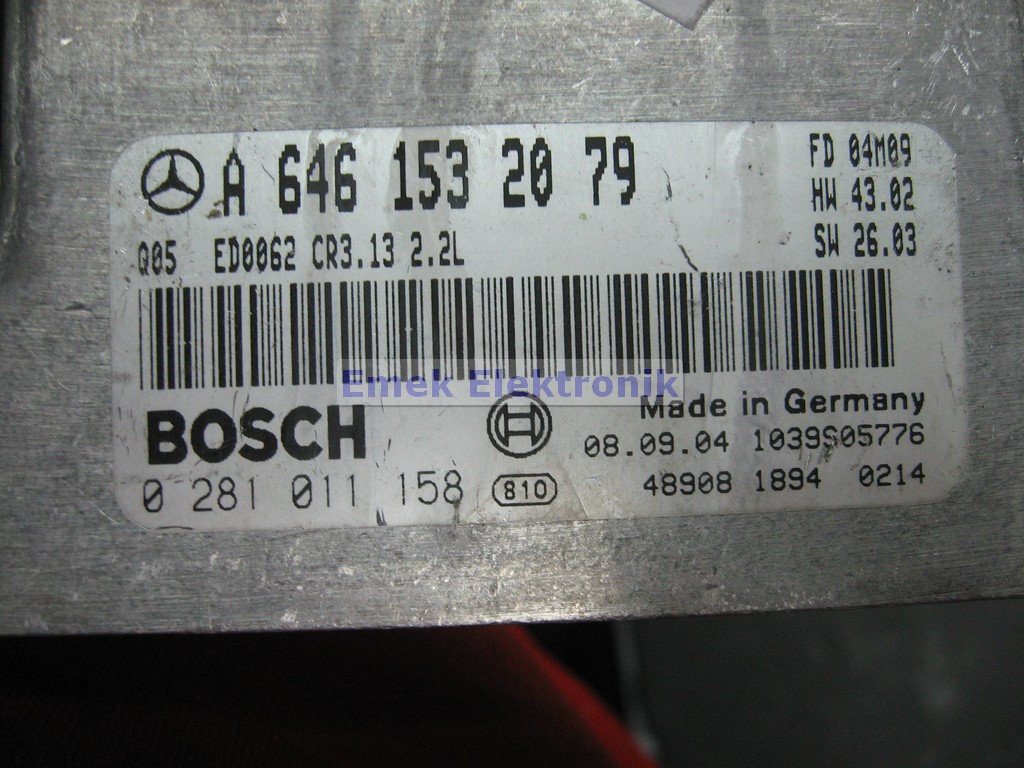 A 646 153 20 79
FD 04M09
HW 43.02
Q05 ED0062 CR3.13 2.2L
SW 26.03
Emek Elektronik
BOSCH
Made in Germany
08.09.04 1039S05776
0 281 011 158
810
48908 1894 0214